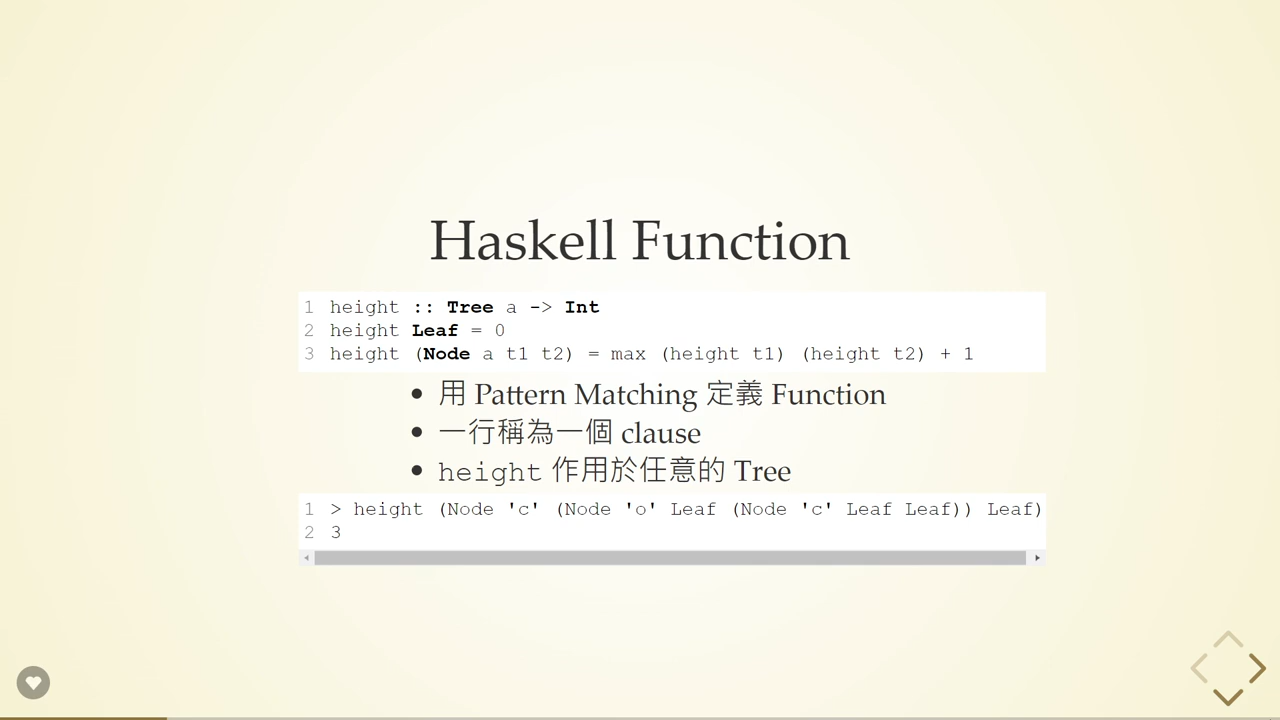 Haskell Function
1 height :: Tree a -> Int
2 height Leaf = 0
3 height (Node a t1 t2) = max (height t1) (height t2) + 1
• 用 Pattern Matching 定義 Function
• 一行稱為一個 clause
• height 作用於任意的 Tree
1 > height (Node 'c' (Node 'o' Leaf (Node 'c' Leaf Leaf)) Leaf)
2 3